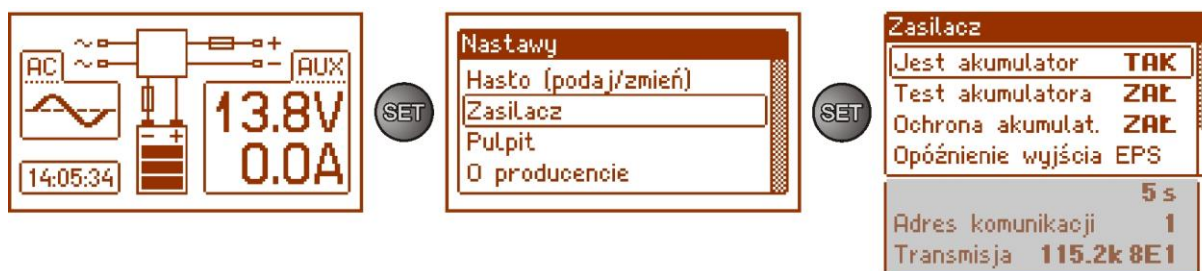 AC
AUX
13.8V
0.0A
14:05:34
SET
Nastawy
Hasło (podaj/zmień)
Zasilacz
Pulpit
O producencie
SET
Zasilacz
Jest akumulator TAK
Test akumulatora ZAŁ
Ochrona akumulat. ZAŁ
Opóźnienie wyjścia EPS
5 s
Adres komunikacji 1
Transmisja 115.2k 8E1